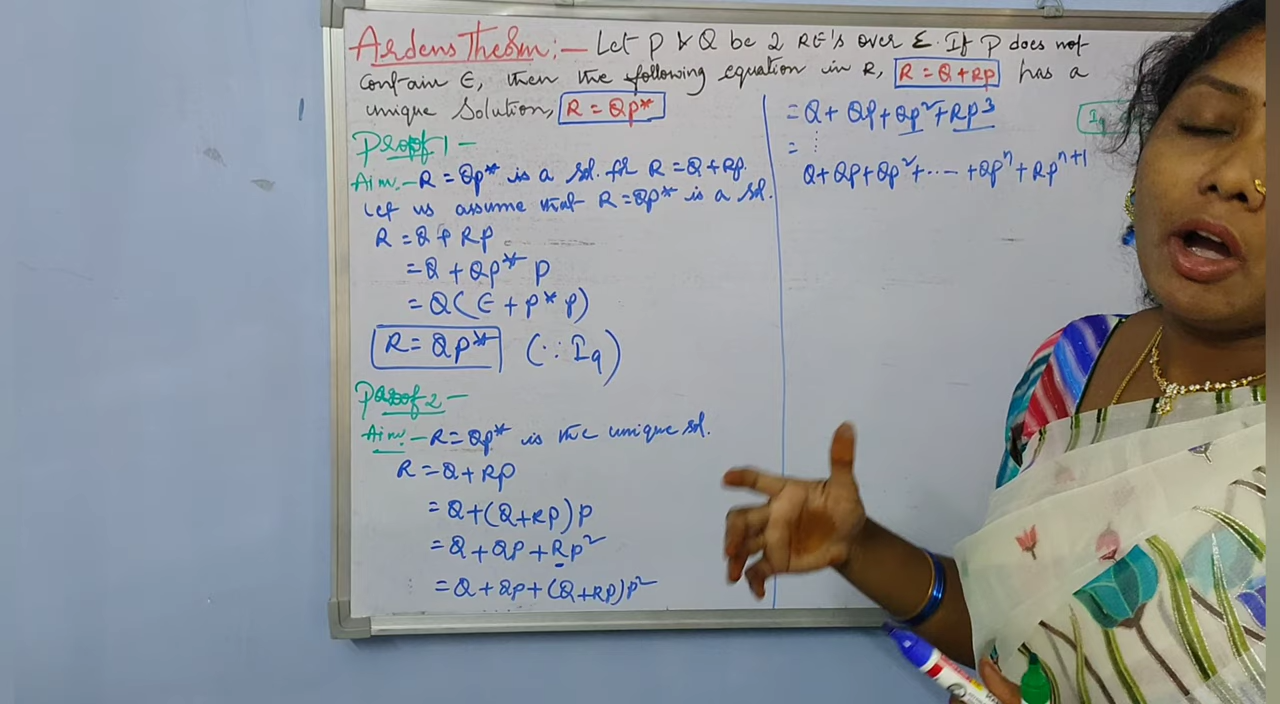 Ardens Theorem:- Let P & Q be 2 RE's over Σ. If P does not
contain ∈, then the following equation in R, R = Q + RP has a
unique solution, R = QP*
Proof 1 -
Aim:- R = QP* is a sol. for R = Q + RP.
Let us assume that R = QP* is a sol.
R = Q + RP
= Q + QP* P
= Q(∈ + P* P)
R = QP* (∵ I9)
Proof 2 -
Aim:- R = QP* is the unique sol.
R = Q + RP
= Q + (Q + RP) P
= Q + QP + RP²
= Q + QP + (Q + RP) P²
= Q + QP + QP² + RP³
= ⋮
Q + QP + QP² + ... + QPⁿ + RPⁿ⁺¹
I9